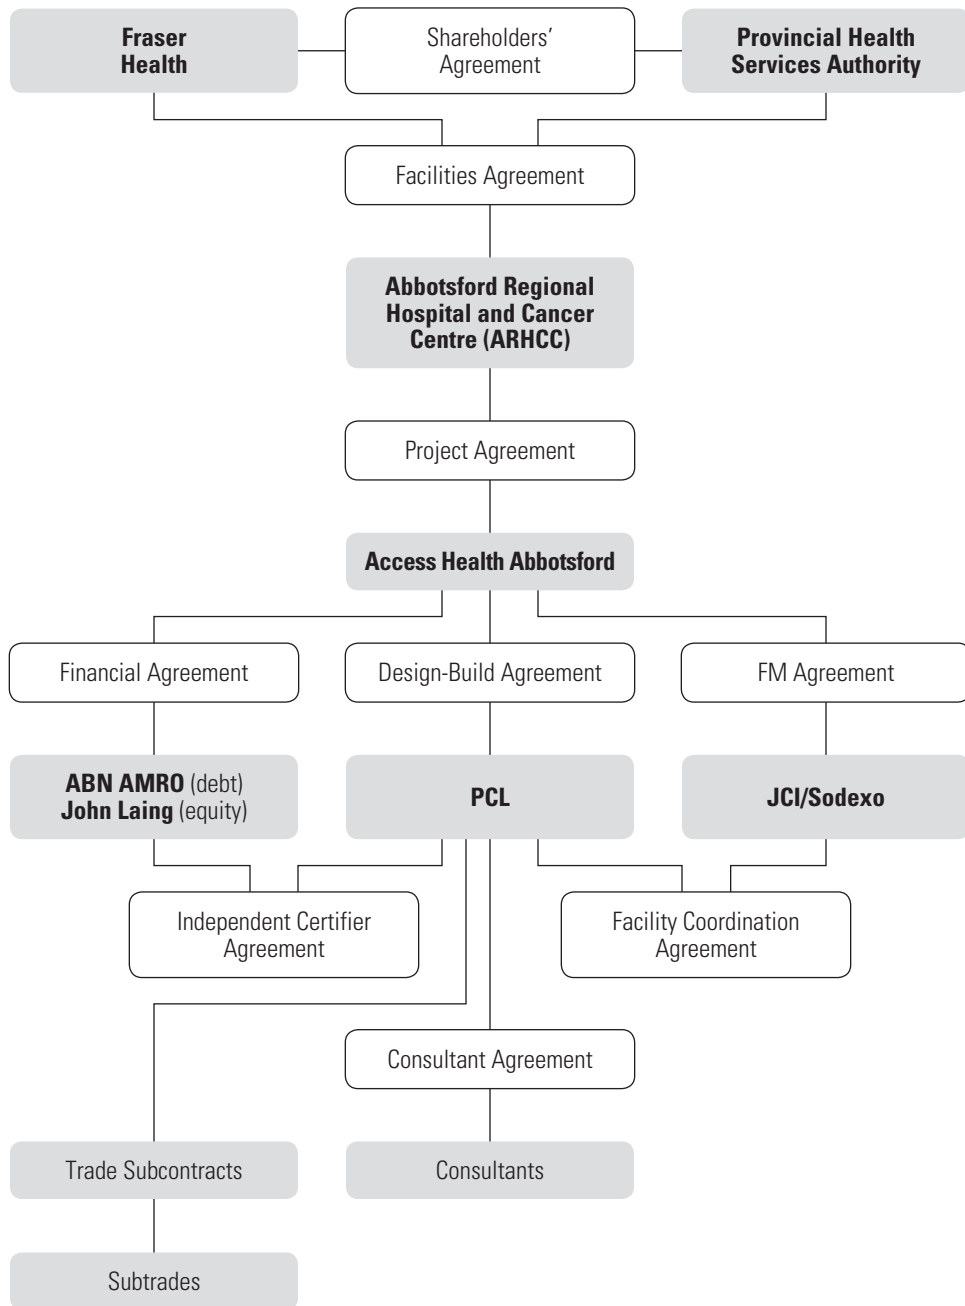 Fraser
Health
Shareholders’
Agreement
Provincial Health
Services Authority
Facilities Agreement
Abbotsford Regional
Hospital and Cancer
Centre (ARHCC)
Project Agreement
Access Health Abbotsford
Financial Agreement
Design-Build Agreement
FM Agreement
ABN AMRO (debt)
John Laing (equity)
PCL
JCI/Sodexo
Independent Certifier
Agreement
Facility Coordination
Agreement
Consultant Agreement
Trade Subcontracts
Consultants
Subtrades